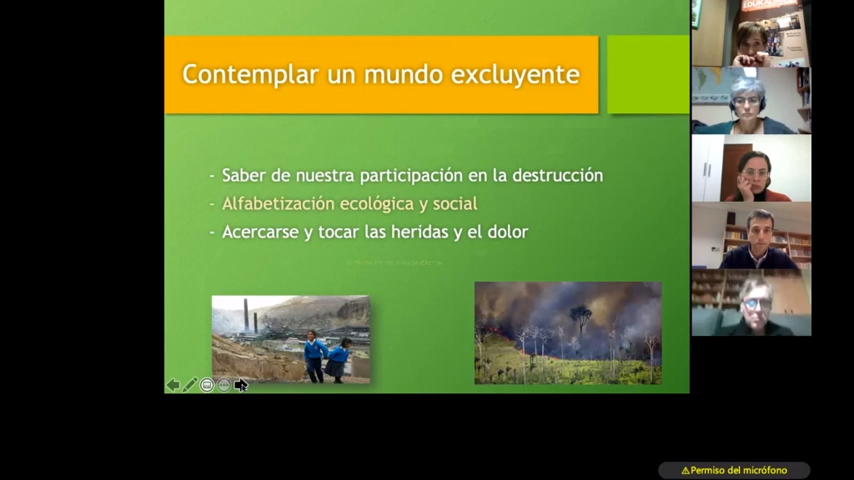 Contemplar un mundo excluyente
- Saber de nuestra participación en la destrucción
- Alfabetización ecológica y social
- Acercarse y tocar las heridas y el dolor
⚠Permiso del micrófono